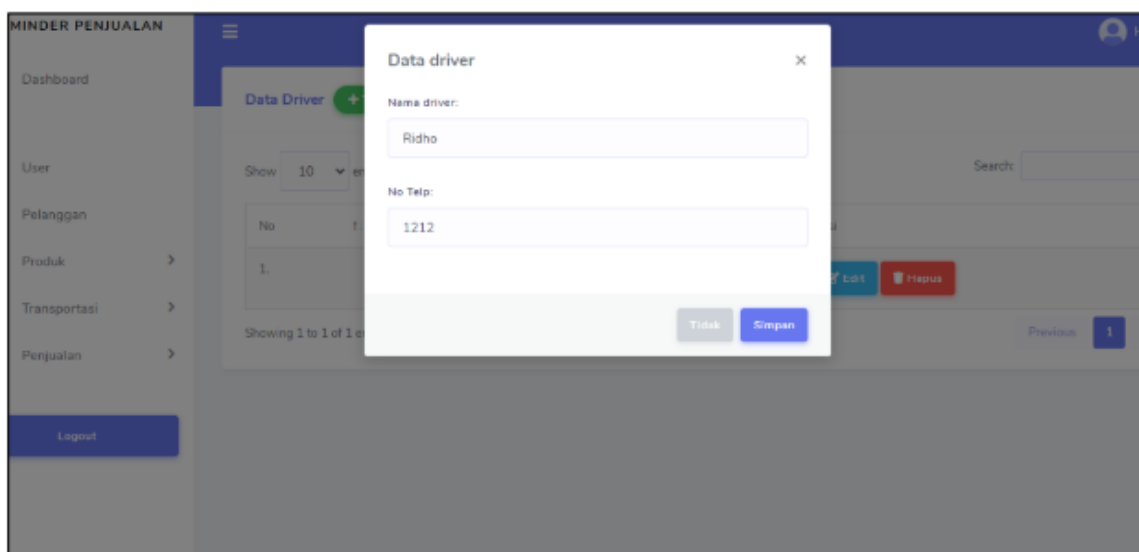 MINDER PENJUALAN
Dashboard
User
Pelanggan
Produk
Transportasi
Penjualan
Logout
Data Driver
Show 10
Search:
No
1.
Edit
Hapus
Showing 1 to 1 of 1
Previous 1
Data driver
Nama driver:
Ridho
No Telp:
1212
Tidak
Simpan